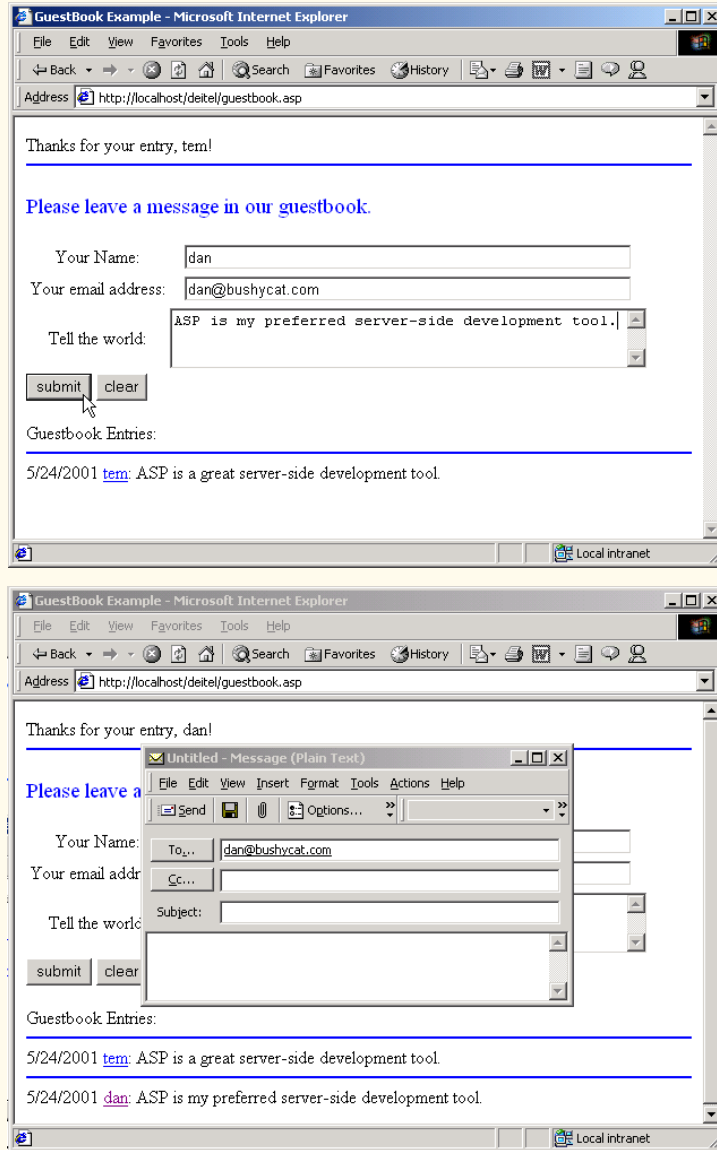 GuestBook Example - Microsoft Internet Explorer
File Edit View Favorites Tools Help
Back Search Favorites History
Address http://localhost/deitel/guestbook.asp
Thanks for your entry, tem!
Please leave a message in our guestbook.
Your Name: dan
Your email address: dan@bushycat.com
Tell the world: ASP is my preferred server-side development tool.
submit clear
Guestbook Entries:
5/24/2001 tem: ASP is a great server-side development tool.
Local intranet
GuestBook Example - Microsoft Internet Explorer
File Edit View Favorites Tools Help
Back Search Favorites History
Address http://localhost/deitel/guestbook.asp
Thanks for your entry, dan!
Untitled - Message (Plain Text)
File Edit View Insert Format Tools Actions Help
Send Options...
To... dan@bushycat.com
Cc...
Subject:
Please leave a
Your Name:
Your email addr
Tell the world
submit clear
Guestbook Entries:
5/24/2001 tem: ASP is a great server-side development tool.
5/24/2001 dan: ASP is my preferred server-side development tool.
Local intranet